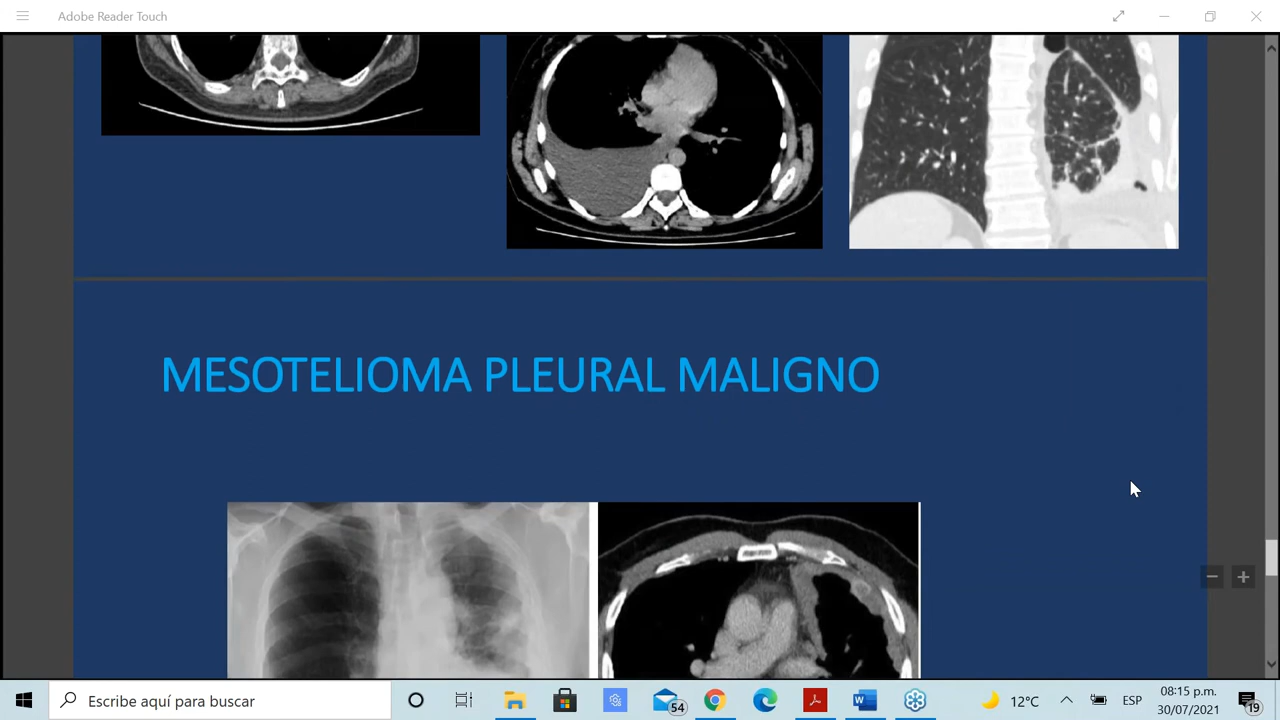 Adobe Reader Touch
MESOTELIOMA PLEURAL MALIGNO
Escribe aquí para buscar
54
12°C
ESP
08:15 p.m.
30/07/2021
19